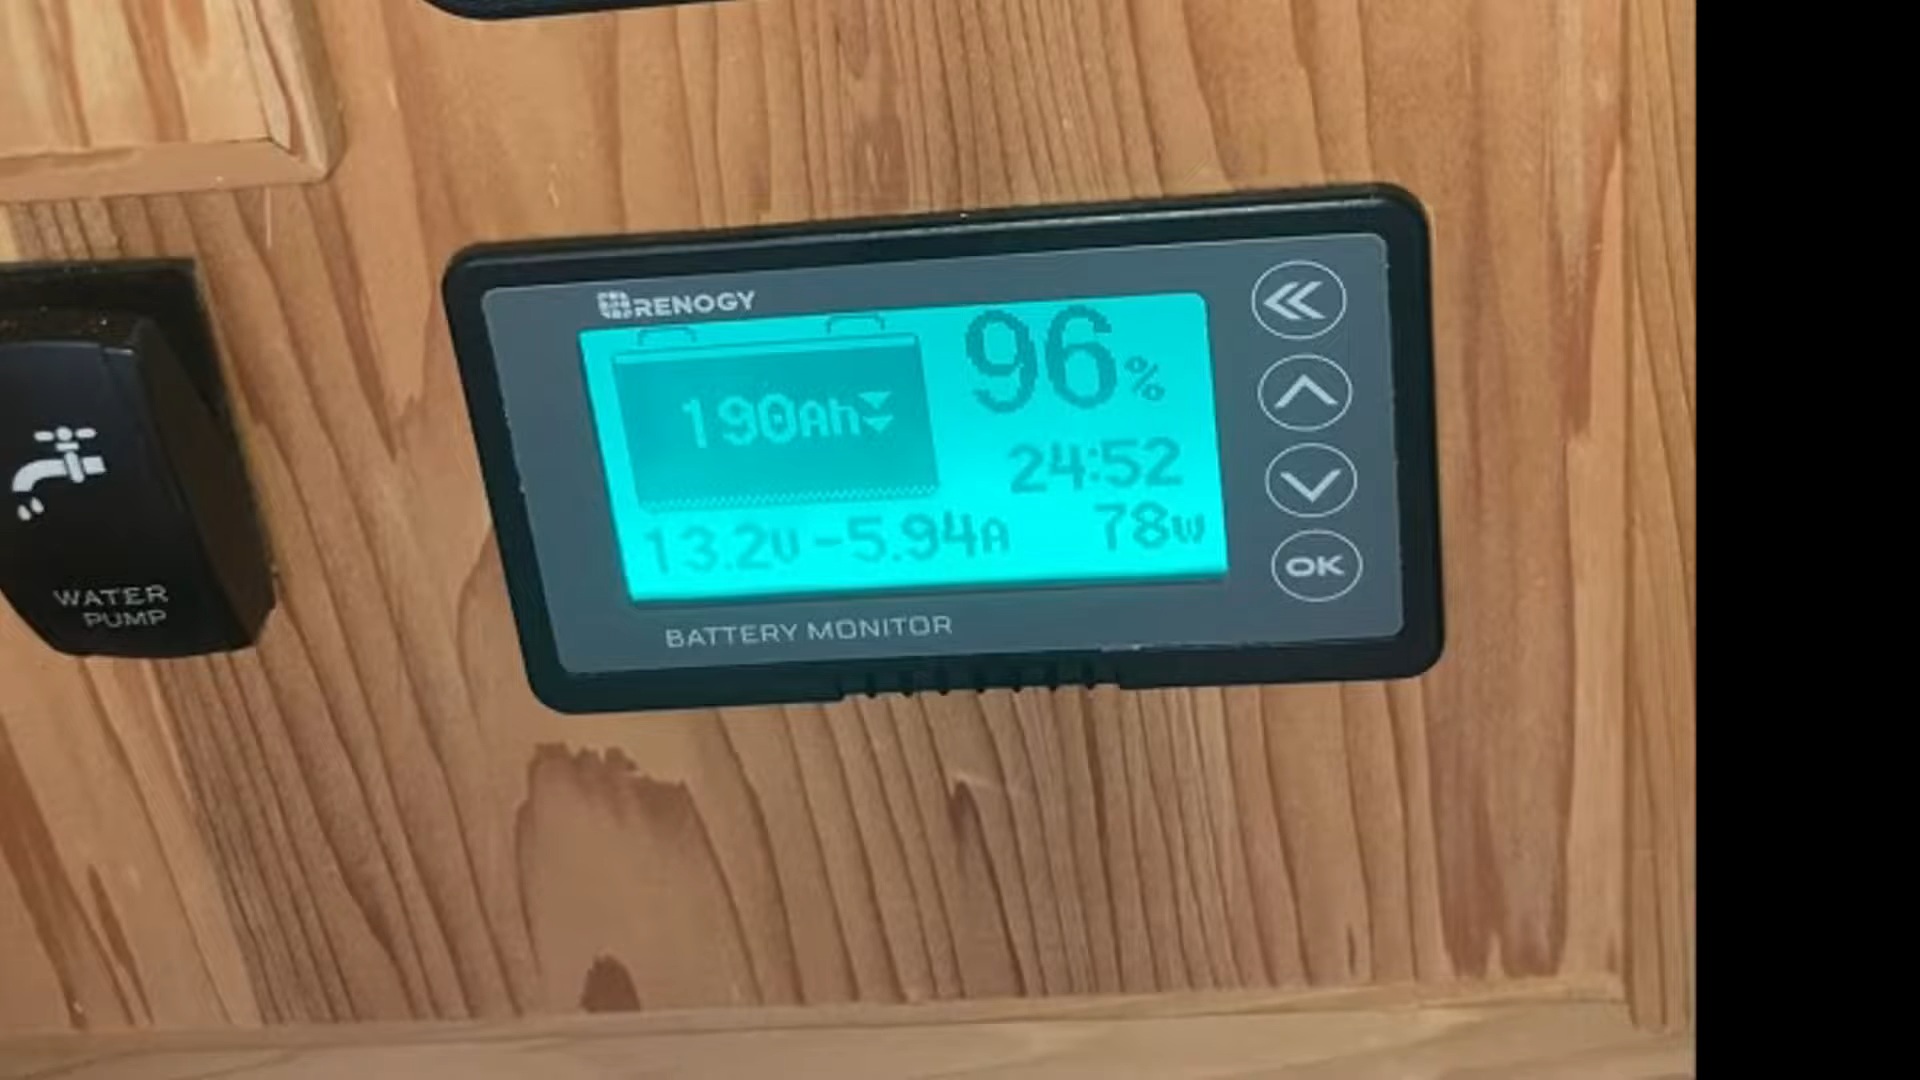 RENOGY
190Ah
96%
24:52
13.2V -5.94A 78W
BATTERY MONITOR
OK
WATER
PUMP